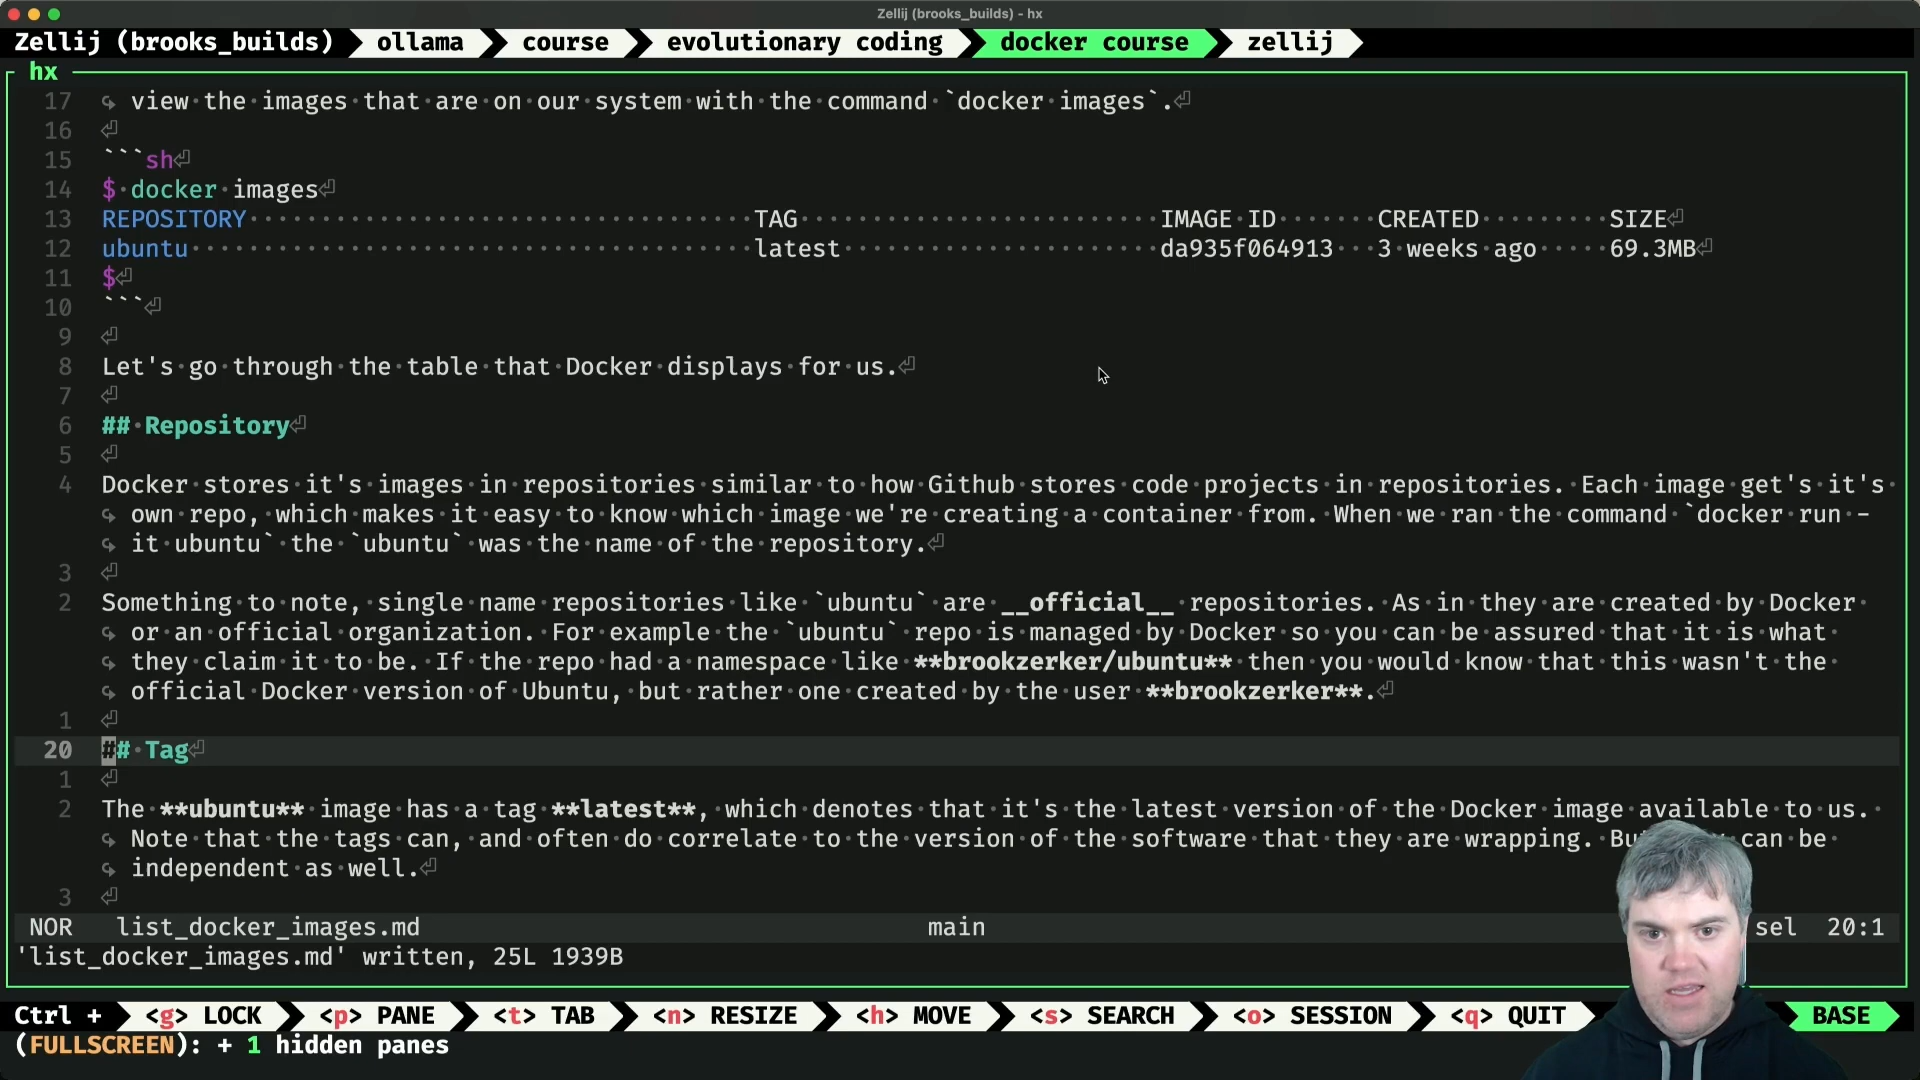 Zellij (brooks_builds) - hx
Zellij (brooks_builds) ollama course evolutionary coding docker course zellij
hx
17 view the images that are on our system with the command `docker images`.
16
15 ```sh
14 $ docker images
13 REPOSITORY TAG IMAGE ID CREATED SIZE
12 ubuntu latest da935f064913 3 weeks ago 69.3MB
11 $
10 ```
9
8 Let's go through the table that Docker displays for us.
7
6 ## Repository
5
4 Docker stores it's images in repositories similar to how Github stores code projects in repositories. Each image get's it's
own repo, which makes it easy to know which image we're creating a container from. When we ran the command `docker run -
it ubuntu` the `ubuntu` was the name of the repository.
3
2 Something to note, single name repositories like `ubuntu` are __official__ repositories. As in they are created by Docker
or an official organization. For example the `ubuntu` repo is managed by Docker so you can be assured that it is what
they claim it to be. If the repo had a namespace like **brookzerker/ubuntu** then you would know that this wasn't the
official Docker version of Ubuntu, but rather one created by the user **brookzerker**.
1
20 ## Tag
1
2 The **ubuntu** image has a tag **latest**, which denotes that it's the latest version of the Docker image available to us.
Note that the tags can, and often do correlate to the version of the software that they are wrapping. can be
independent as well.
3
NOR list_docker_images.md main sel 20:1
'list_docker_images.md' written, 25L 1939B
Ctrl + <g> LOCK <p> PANE <t> TAB <n> RESIZE <h> MOVE <s> SEARCH <o> SESSION <q> QUIT BASE
(FULLSCREEN): + 1 hidden panes